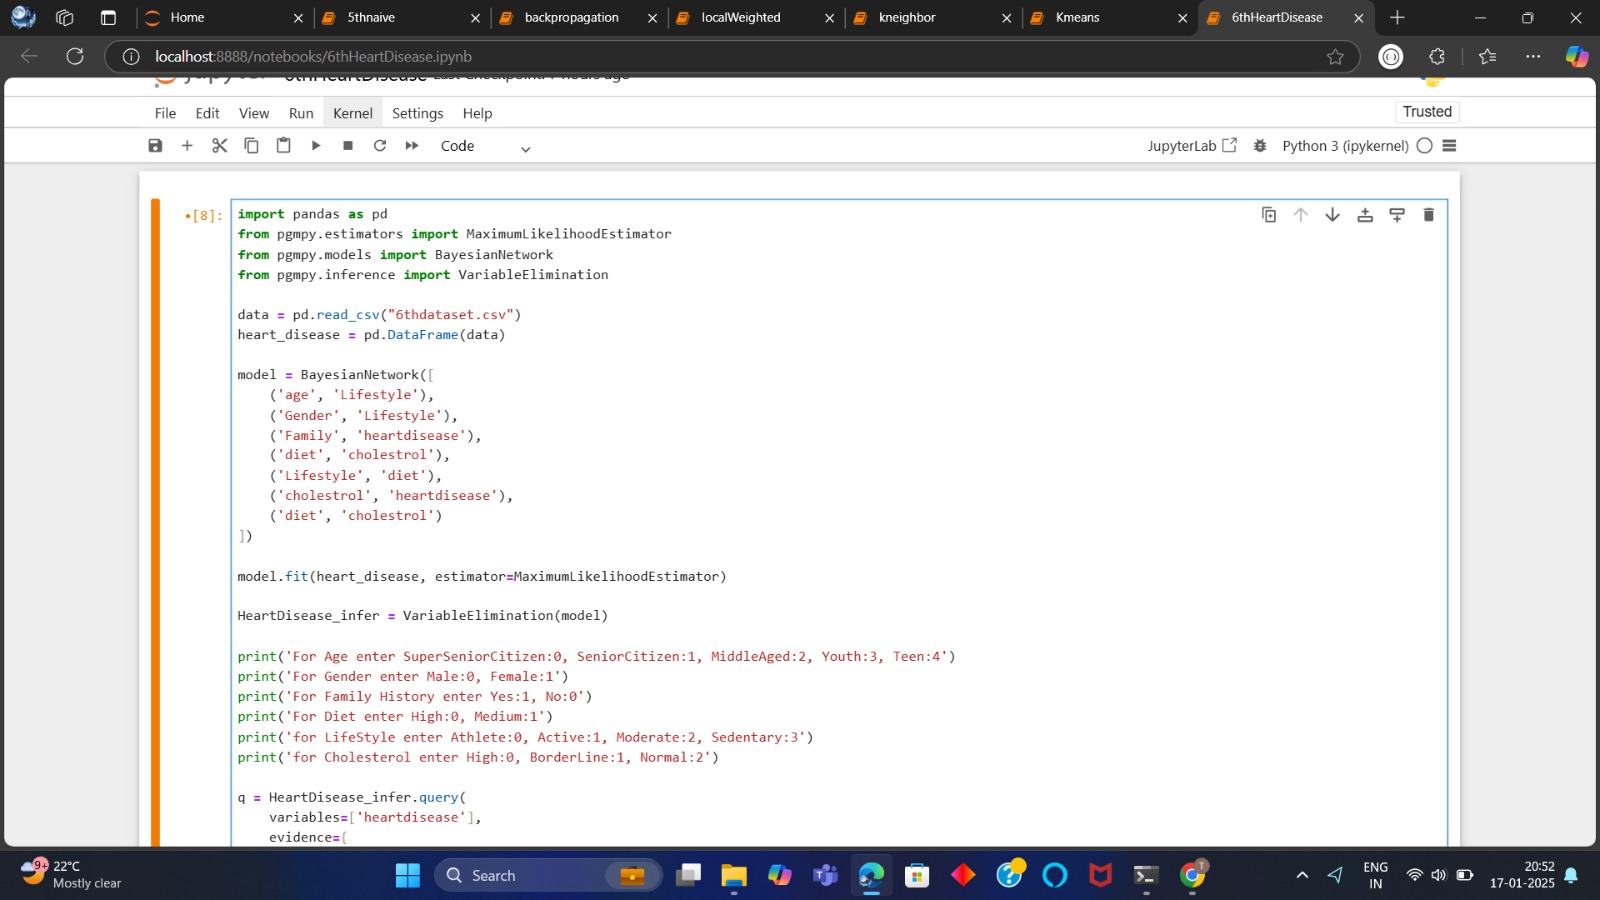 Home
5thnaive
backpropagation
localWeighted
kneighbor
Kmeans
6thHeartDisease
localhost:8888/notebooks/6thHeartDisease.ipynb
File Edit View Run Kernel Settings Help
Trusted
Code
JupyterLab
Python 3 (ipykernel)
•[8]:
import pandas as pd
from pgmpy.estimators import MaximumLikelihoodEstimator
from pgmpy.models import BayesianNetwork
from pgmpy.inference import VariableElimination
data = pd.read_csv("6thdataset.csv")
heart_disease = pd.DataFrame(data)
model = BayesianNetwork([
('age', 'Lifestyle'),
('Gender', 'Lifestyle'),
('Family', 'heartdisease'),
('diet', 'cholestrol'),
('Lifestyle', 'diet'),
('cholestrol', 'heartdisease'),
('diet', 'cholestrol')
])
model.fit(heart_disease, estimator=MaximumLikelihoodEstimator)
HeartDisease_infer = VariableElimination(model)
print('For Age enter SuperSeniorCitizen:0, SeniorCitizen:1, MiddleAged:2, Youth:3, Teen:4')
print('For Gender enter Male:0, Female:1')
print('For Family History enter Yes:1, No:0')
print('For Diet enter High:0, Medium:1')
print('for LifeStyle enter Athlete:0, Active:1, Moderate:2, Sedentary:3')
print('for Cholesterol enter High:0, BorderLine:1, Normal:2')
q = HeartDisease_infer.query(
variables=['heartdisease'],
evidence={
9+
22°C
Mostly clear
Search
ENG
IN
20:52
17-01-2025